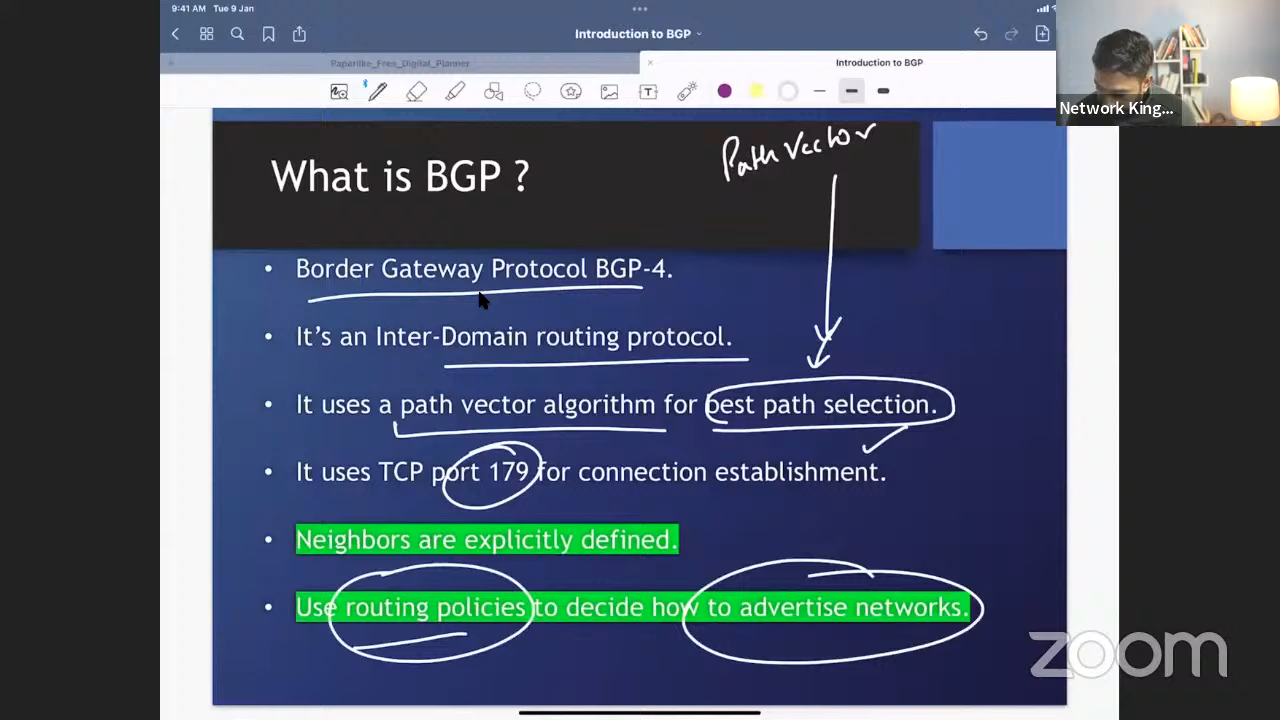 9:41 AM Tue 9 Jan
Introduction to BGP
Paperlike_Free_Digital_Planner
Introduction to BGP
Network King...
Path Vector
What is BGP ?
• Border Gateway Protocol BGP-4.
• It's an Inter-Domain routing protocol.
• It uses a path vector algorithm for best path selection.
• It uses TCP port 179 for connection establishment.
• Neighbors are explicitly defined.
• Use routing policies to decide how to advertise networks.
zoom